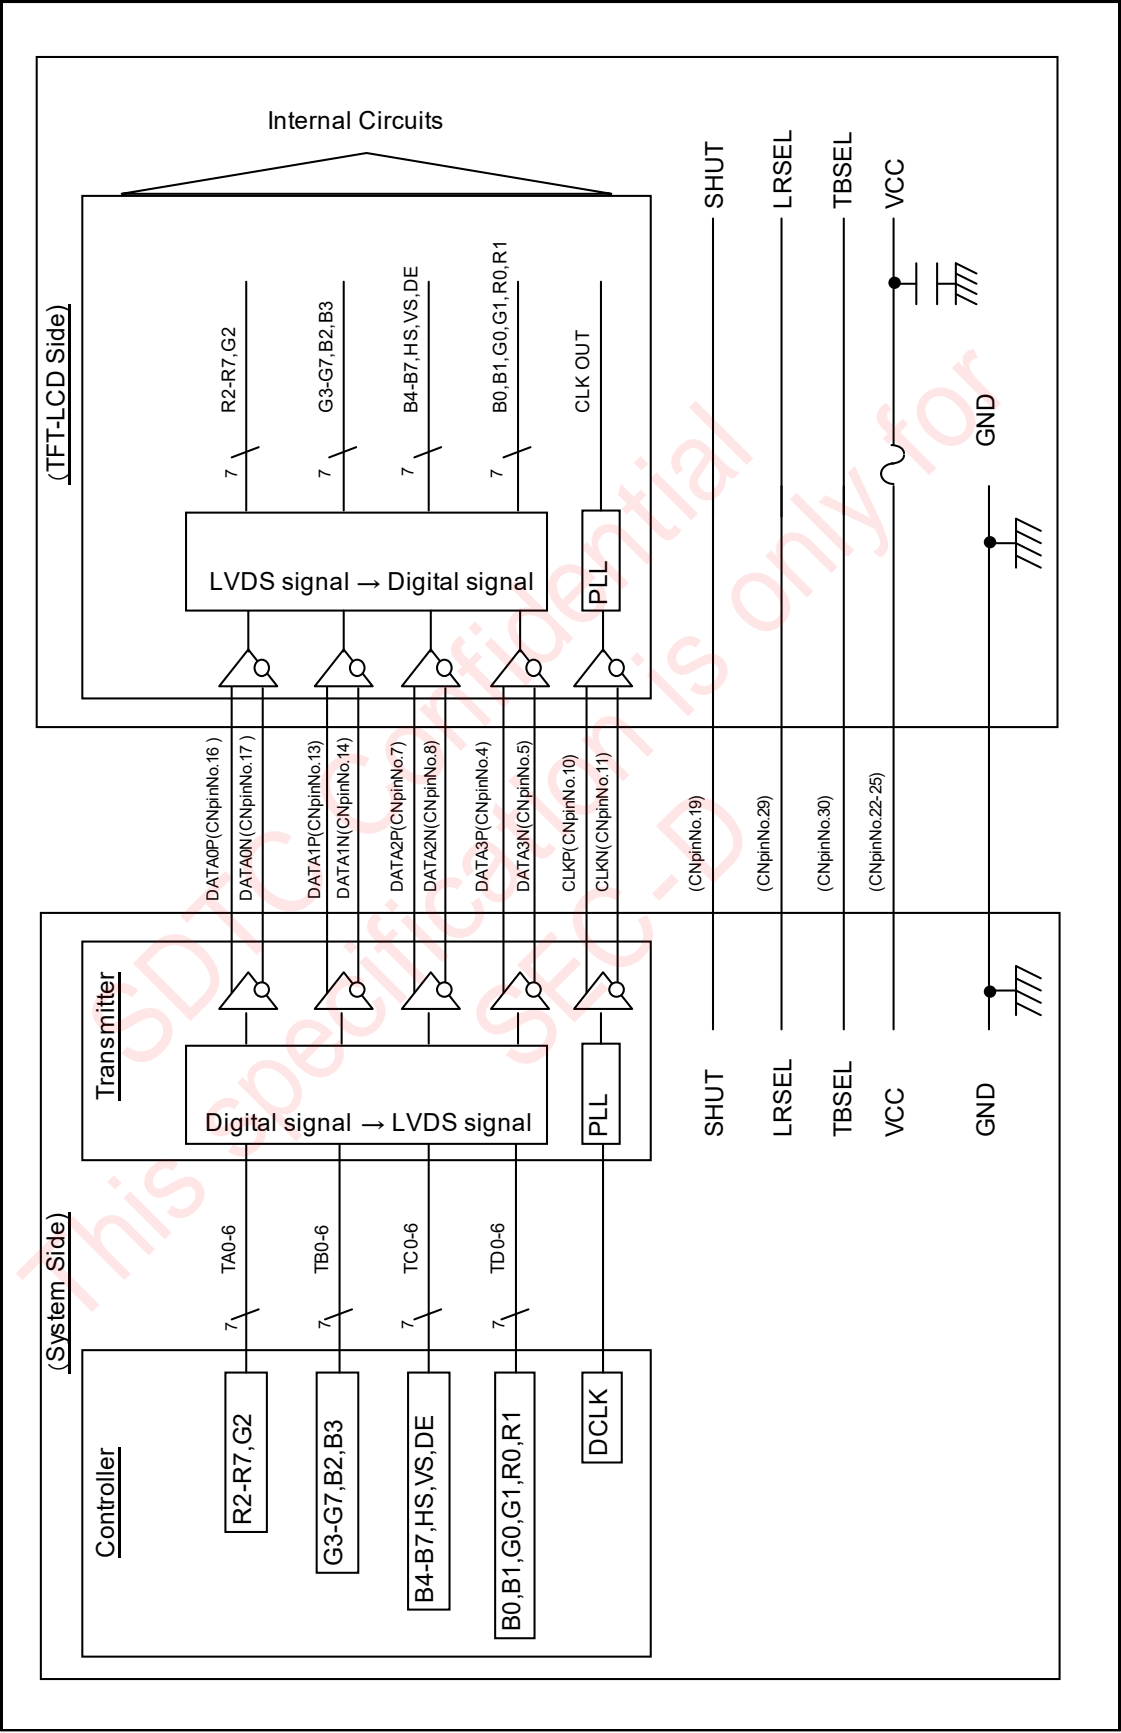 Internal Circuits
(TFT-LCD Side)
R2-R7,G2
G3-G7,B2,B3
B4-B7,HS,VS,DE
B0,B1,G0,G1,R0,R1
CLK OUT
7
7
7
7
LVDS signal → Digital signal
PLL
SHUT
LRSEL
TBSEL
VCC
GND
DATA0P(CNpinNo.16 )
DATA0N(CNpinNo.17 )
DATA1P(CNpinNo.13)
DATA1N(CNpinNo.14)
DATA2P(CNpinNo.7)
DATA2N(CNpinNo.8)
DATA3P(CNpinNo.4)
DATA3N(CNpinNo.5)
CLKP(CNpinNo.10)
CLKN(CNpinNo.11)
(CNpinNo.19)
(CNpinNo.29)
(CNpinNo.30)
(CNpinNo.22-25)
(System Side)
Transmitter
Digital signal → LVDS signal
PLL
SHUT
LRSEL
TBSEL
VCC
GND
TA0-6
TB0-6
TC0-6
TD0-6
7
7
7
7
Controller
R2-R7,G2
G3-G7,B2,B3
B4-B7,HS,VS,DE
B0,B1,G0,G1,R0,R1
DCLK
SDTC Confidential
This specification is only for
SEC-D